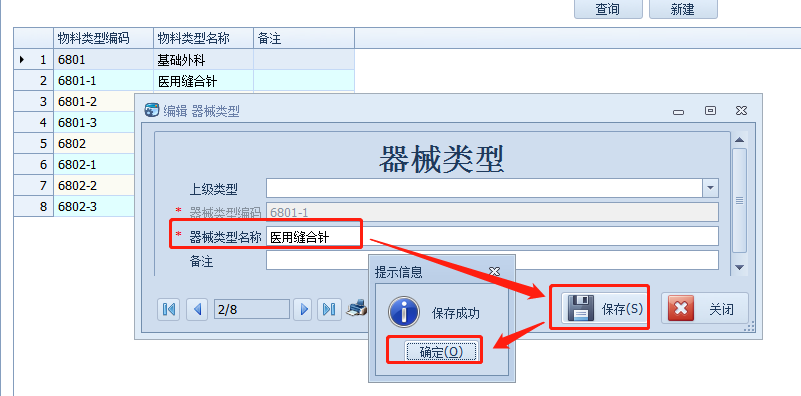 查询 新建
物料类型编码 物料类型名称 备注
1 6801 基础外科
2 6801-1 医用缝合针
3 6801-2
4 6801-3
5 6802
6 6802-1
7 6802-2
8 6802-3
编辑 器械类型
器械类型
上级类型
* 器械类型编码 6801-1
* 器械类型名称 医用缝合针
备注
2/8
保存(S) 关闭
提示信息
保存成功
确定(O)